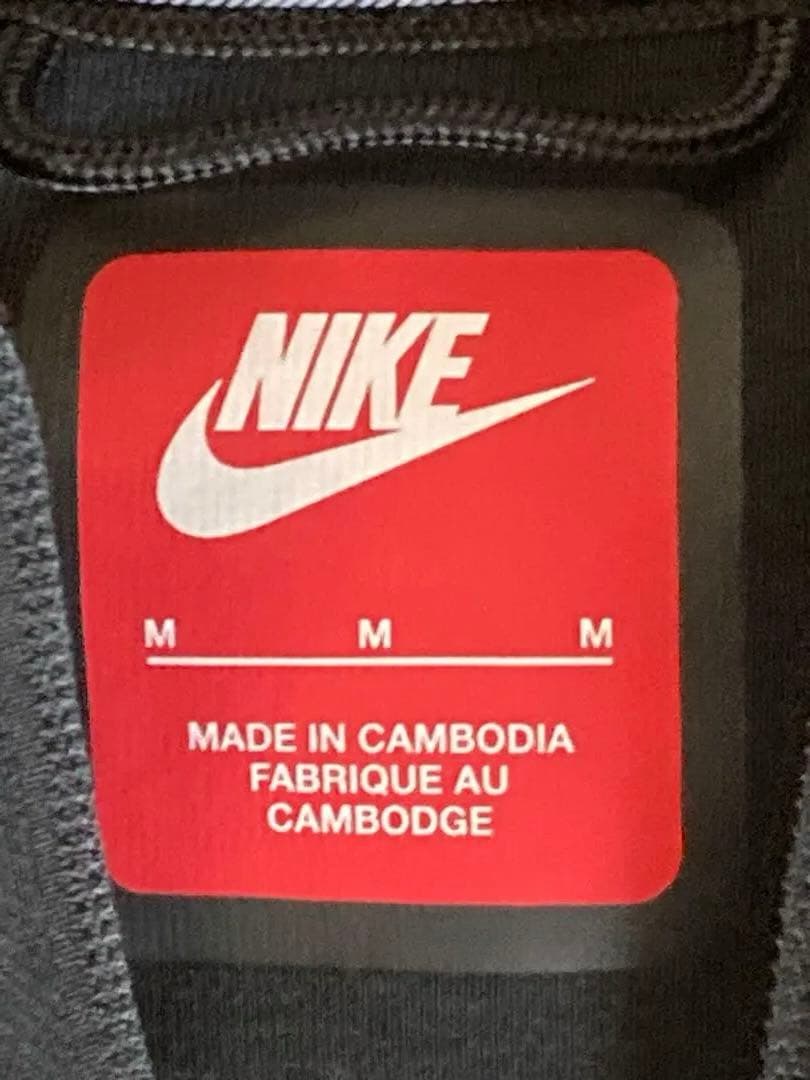 NIKE
M M M
MADE IN CAMBODIA
FABRIQUE AU
CAMBODGE